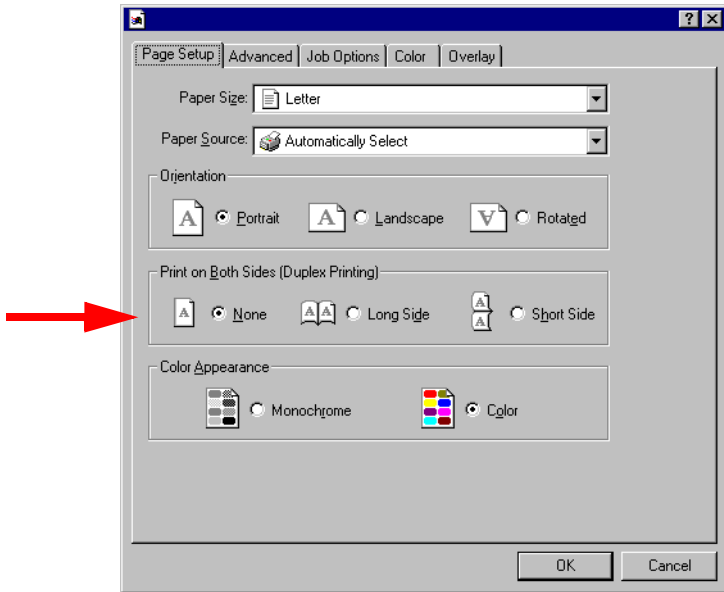 Page Setup Advanced Job Options Color Overlay
Paper Size: Letter
Paper Source: Automatically Select
Orientation
A Portrait A Landscape A Rotated
Print on Both Sides (Duplex Printing)
A None A A Long Side A A Short Side
Color Appearance
Monochrome Color
OK Cancel